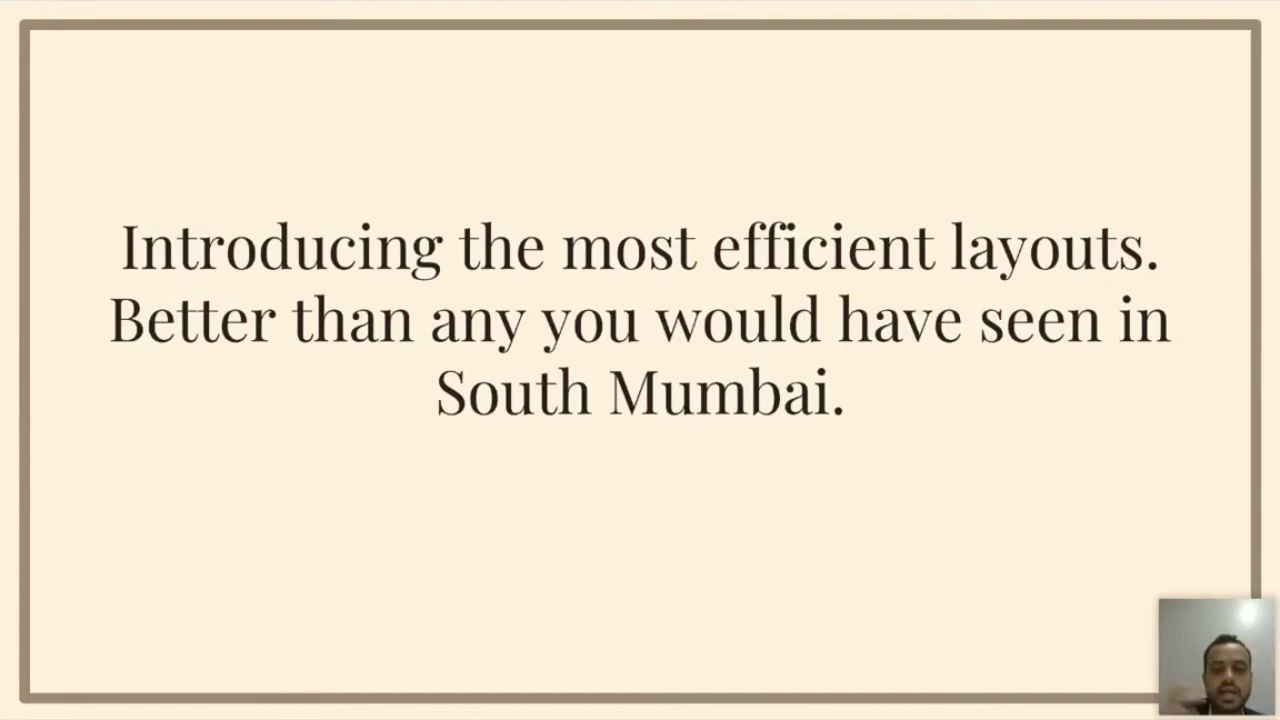 Introducing the most efficient layouts.
Better than any you would have seen in
South Mumbai.